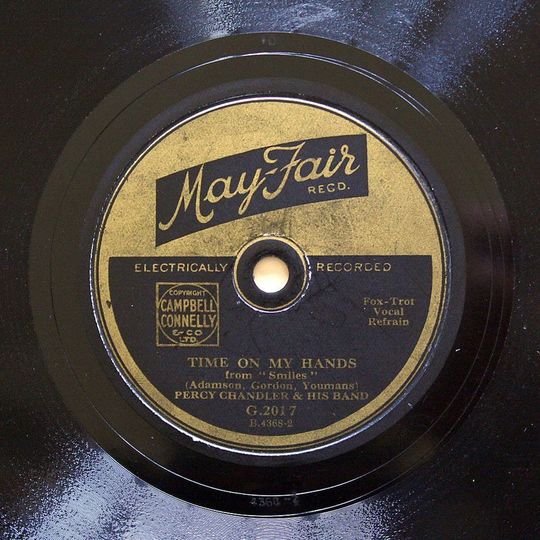 May-Fair
REGD.
ELECTRICALLY RECORDED
COPYRIGHT
CAMPBELL
CONNELLY
& CO
LTD.
Fox-Trot
Vocal
Refrain
TIME ON MY HANDS
from "Smiles"
(Adamson, Gordon, Youmans)
PERCY CHANDLER & HIS BAND
G.2017
B.4368-2